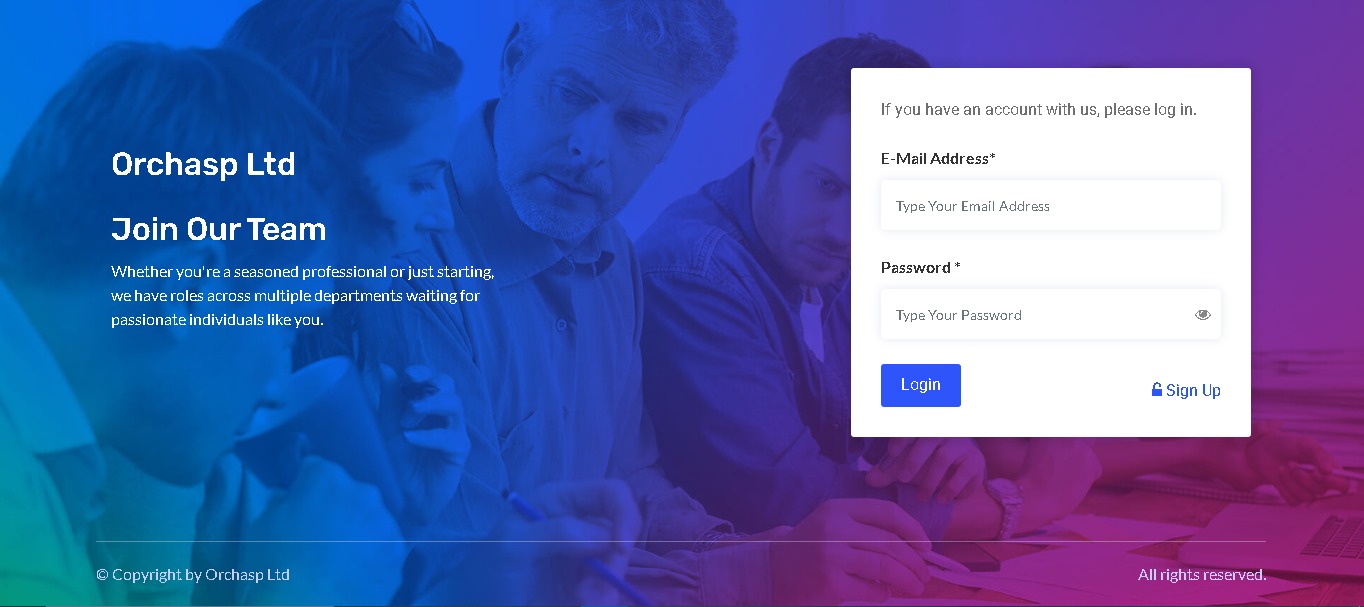 Orchasp Ltd
Join Our Team
Whether you're a seasoned professional or just starting,
we have roles across multiple departments waiting for
passionate individuals like you.
If you have an account with us, please log in.
E-Mail Address*
Type Your Email Address
Password *
Type Your Password
Login
Sign Up
© Copyright by Orchasp Ltd
All rights reserved.